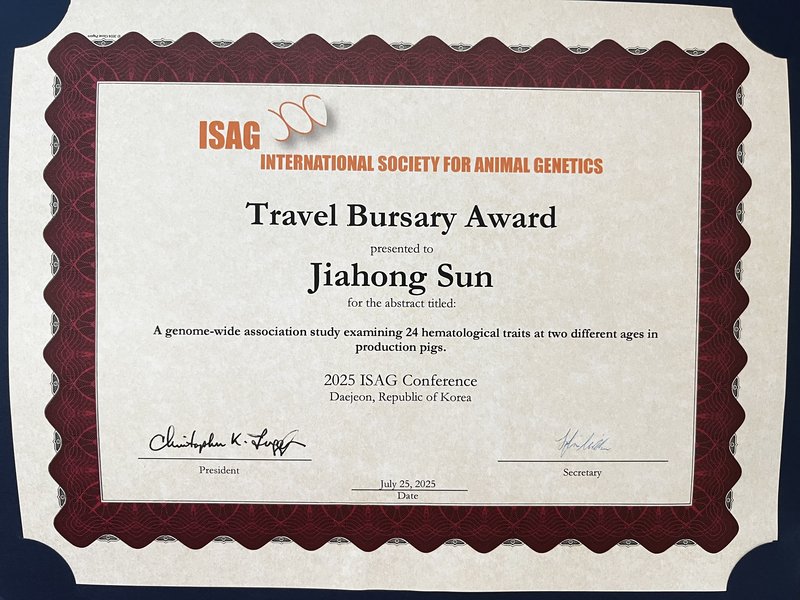 ISAG
INTERNATIONAL SOCIETY FOR ANIMAL GENETICS
Travel Bursary Award
presented to
Jiahong Sun
for the abstract titled:
A genome-wide association study examining 24 hematological traits at two different ages in
production pigs.
2025 ISAG Conference
Daejeon, Republic of Korea
Christopher K.
President
Secretary
July 25, 2025
Date